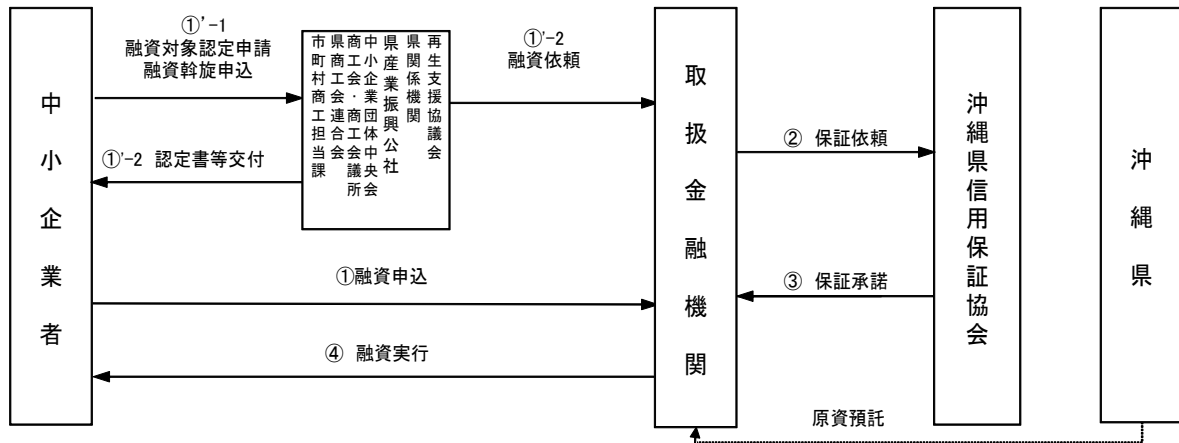 中小企業者
①'-1
融資対象認定申請
融資斡旋申込
①'-2 認定書等交付
再生支援協議会
県関係機関
県産業振興公社
中小企業団体中央会
商工会・商工会議所
県商工会連合会
市町村商工担当課
①'-2
融資依頼
①融資申込
④ 融資実行
取扱金融機関
② 保証依頼
③ 保証承諾
沖縄県信用保証協会
沖縄県
原資預託